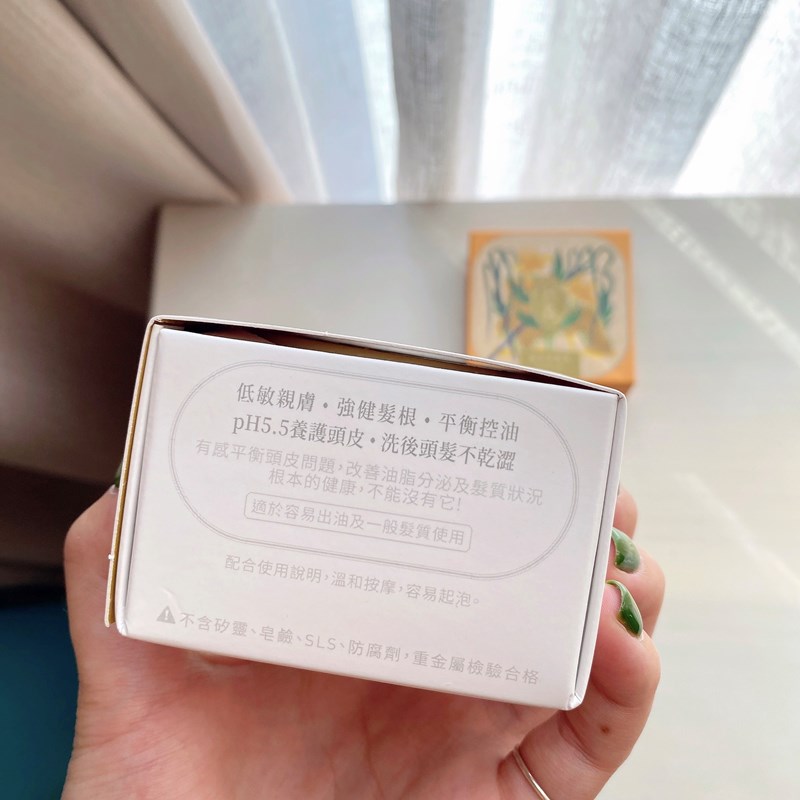 低敏親膚・強健髮根・平衡控油
pH5.5養護頭皮・洗後頭髮不乾澀
有感平衡頭皮問題,改善油脂分泌及髮質狀況
根本的健康,不能沒有它!
適於容易出油及一般髮質使用
配合使用說明,溫和按摩,容易起泡。
不含矽靈、皂鹼、SLS、防腐劑,重金屬檢驗合格